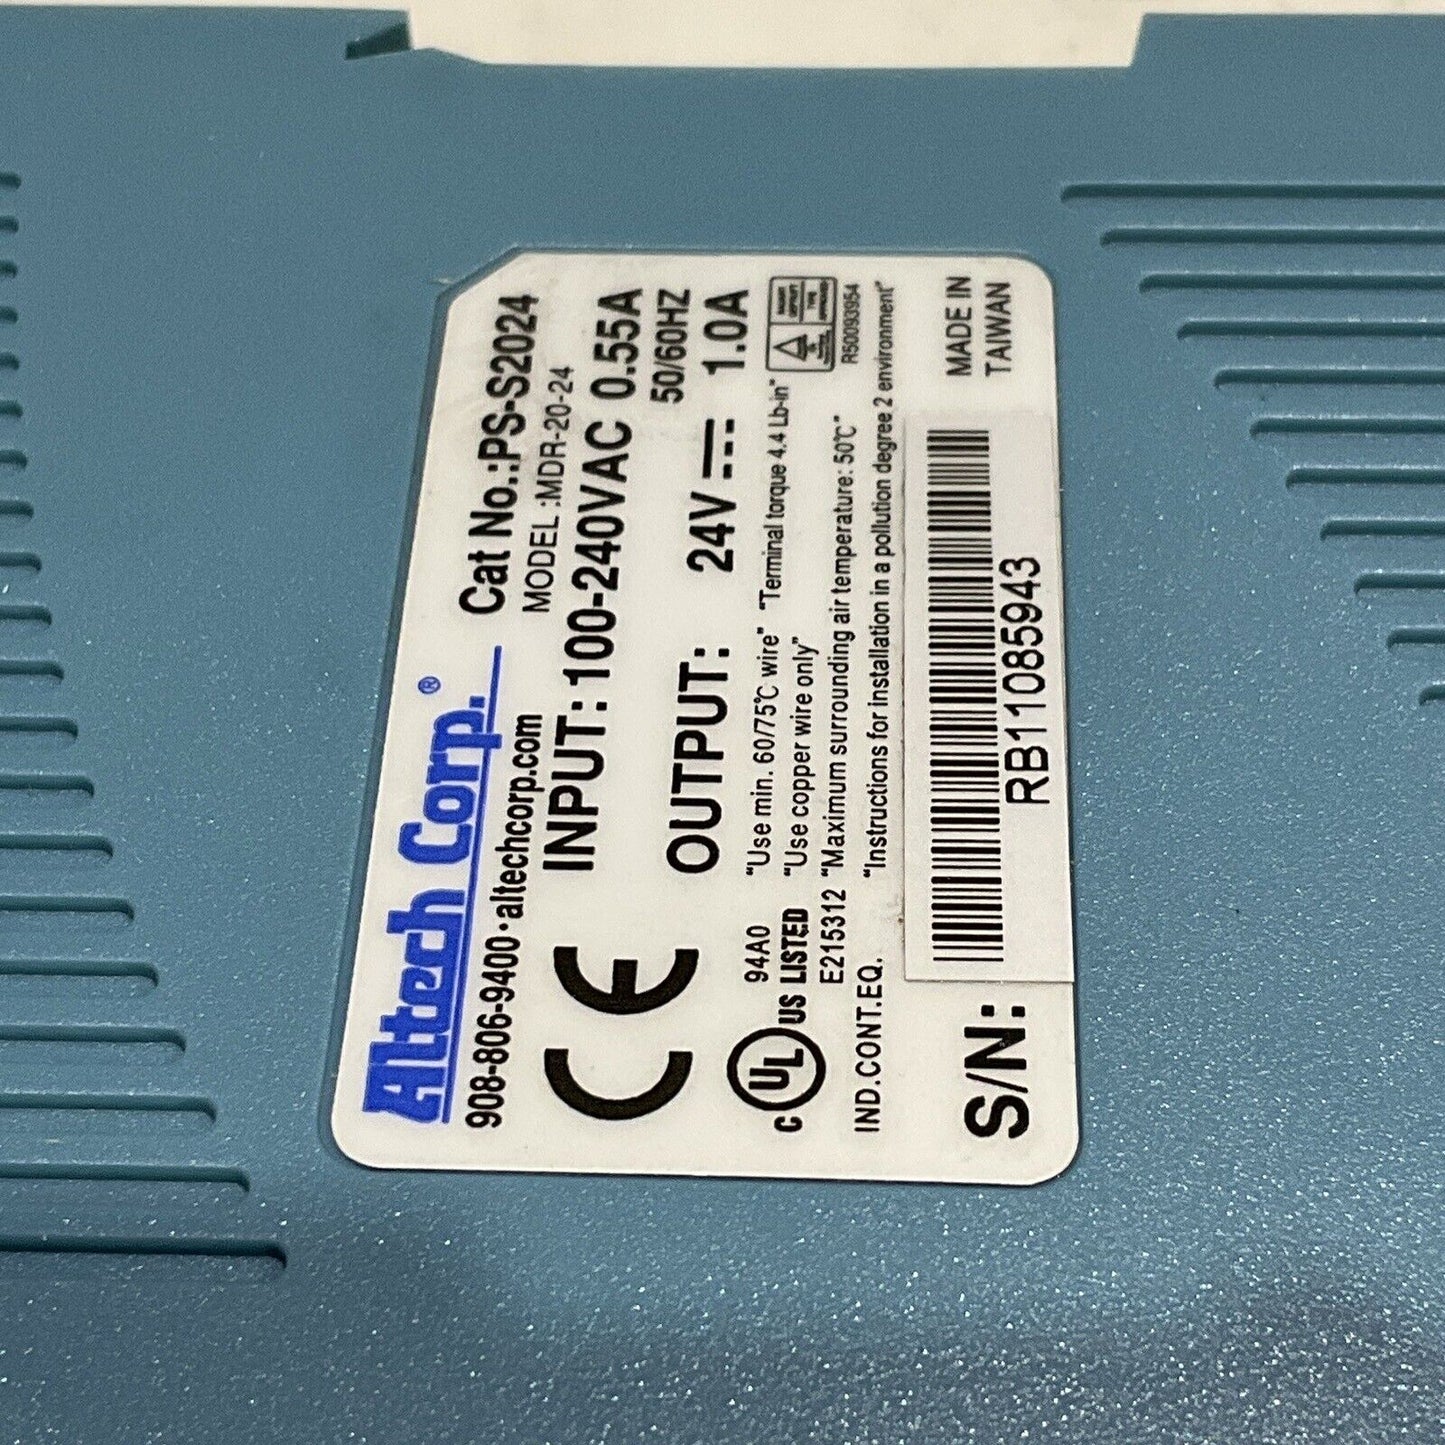 Altech Corp.®
908-806-9400·altechcorp.com
Cat No.:PS-S2024
MODEL :MDR-20-24
INPUT: 100-240VAC 0.55A
50/60HZ
OUTPUT: 24V 1.0A
CE
94A0
c UL US LISTED
E215312
IND.CONT.EQ.
"Use min. 60/75℃ wire" "Terminal torque 4.4 Lb-in"
"Use copper wire only"
"Maximum surrounding air temperature: 50℃"
"Instructions for installation in a pollution degree 2 environment"
R50093954
S/N:
RB11085943
MADE IN
TAIWAN